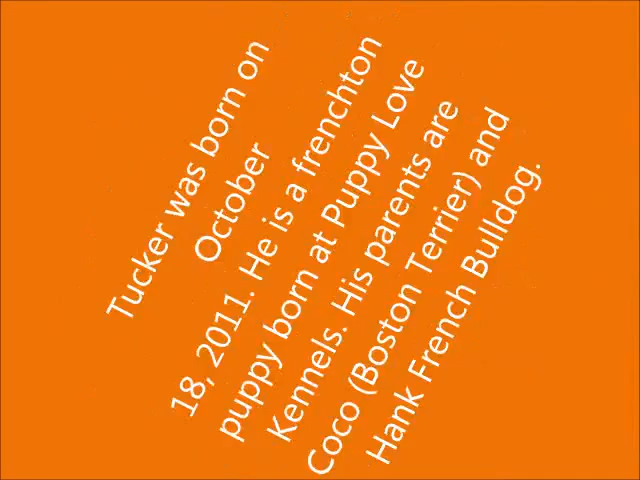 Tucker was born on
October
18, 2011. He is a frenchton
puppy born at Puppy Love
Kennels. His parents are
Coco (Boston Terrier) and
Hank French Bulldog.